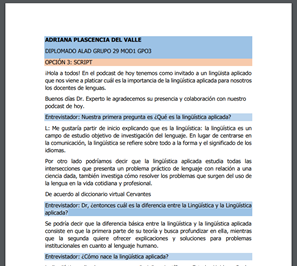 ADRIANA PLASCENCIA DEL VALLE
DIPLOMADO ALAD GRUPO 29 MOD1 GPO3
OPCIÓN 3: SCRIPT
¡Hola a todos! En el podcast de hoy tenemos como invitado a un lingüista aplicado
que nos viene a platicar cuál es la importancia de la lingüística aplicada para nosotros
los docentes de lenguas.
Buenos días Dr. Experto le agradecemos su presencia y colaboración con nuestro
podcast de hoy.
Entrevistador: Nuestra primera pregunta es ¿Qué es la lingüística aplicada?
L: Me gustaría partir de inicio explicando que es la lingüística: la lingüística es un
campo de estudio objetivo de investigación del lenguaje. En lugar de centrarse en
la comunicación, la lingüística se refiere sobre todo a la forma y el significado de los
idiomas.
Por otro lado podríamos decir que la lingüística aplicada estudia todas las
intersecciones que presenta un problema práctico de lenguaje con relación a una
ciencia dada, también investiga cómo resolver los problemas que surgen del uso de
la lengua en la vida cotidiana y profesional.
De acuerdo al diccionario virtual Cervantes
Entrevistador: Dr, ¿entonces cuál es la diferencia entre la Lingüística y la Lingüística
aplicada?
Se podría decir que la diferencia básica entre la lingüística y la lingüística aplicada
consiste en que la primera parte de su teoría y busca profundizar en ella, mientras
que la segunda quiere ofrecer explicaciones y soluciones para problemas
institucionales en cuanto al lenguaje humano.
Entrevistador: ¿Cómo nace la lingüística aplicada?